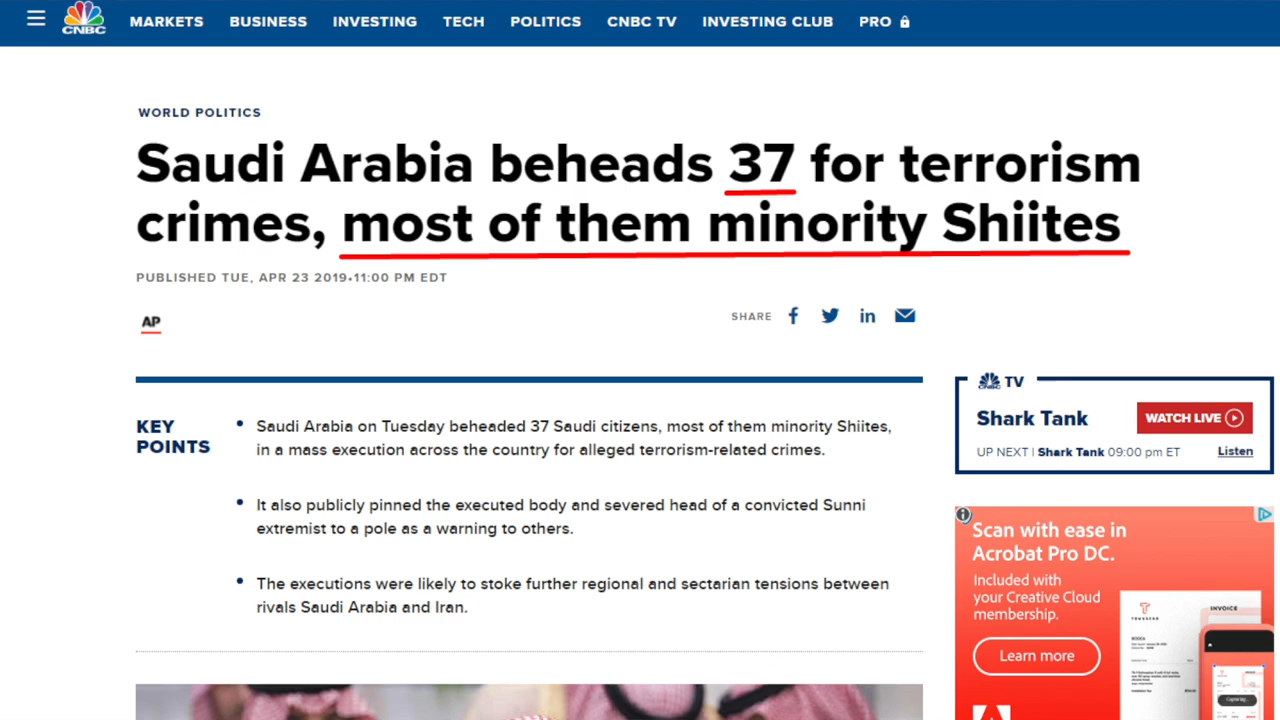 CNBC
MARKETS BUSINESS INVESTING TECH POLITICS CNBC TV INVESTING CLUB PRO
WORLD POLITICS
Saudi Arabia beheads 37 for terrorism
crimes, most of them minority Shiites
PUBLISHED TUE, APR 23 2019•11:00 PM EDT
AP
SHARE
KEY
POINTS
Saudi Arabia on Tuesday beheaded 37 Saudi citizens, most of them minority Shiites,
in a mass execution across the country for alleged terrorism-related crimes.
It also publicly pinned the executed body and severed head of a convicted Sunni
extremist to a pole as a warning to others.
The executions were likely to stoke further regional and sectarian tensions between
rivals Saudi Arabia and Iran.
CNBC TV
Shark Tank
WATCH LIVE
UP NEXT | Shark Tank 09:00 pm ET
Listen
Scan with ease in
Acrobat Pro DC.
Included with
your Creative Cloud
membership.
Learn more
INVOICE